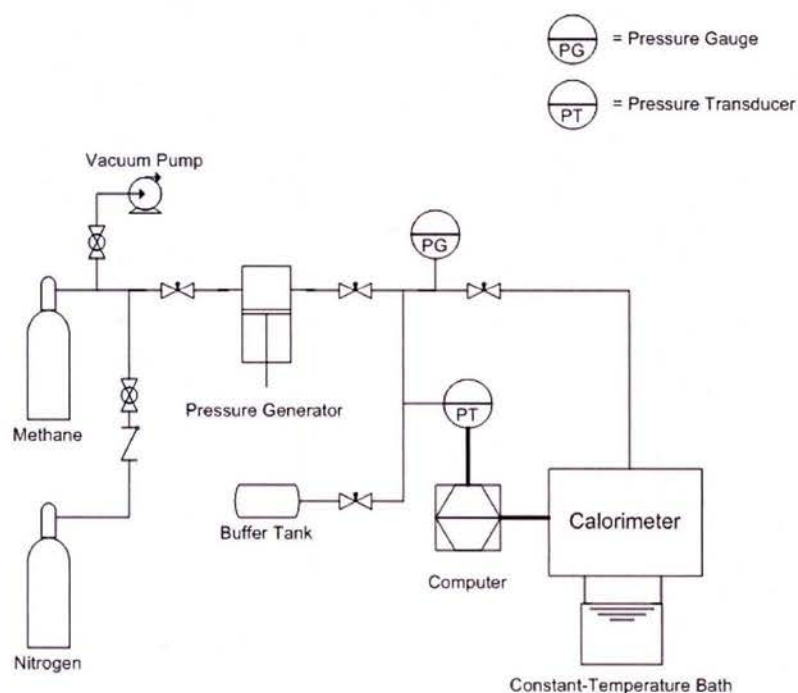 PG = Pressure Gauge
PT = Pressure Transducer
Vacuum Pump
PG
Pressure Generator
PT
Methane
Buffer Tank
Calorimeter
Computer
Nitrogen
Constant-Temperature Bath